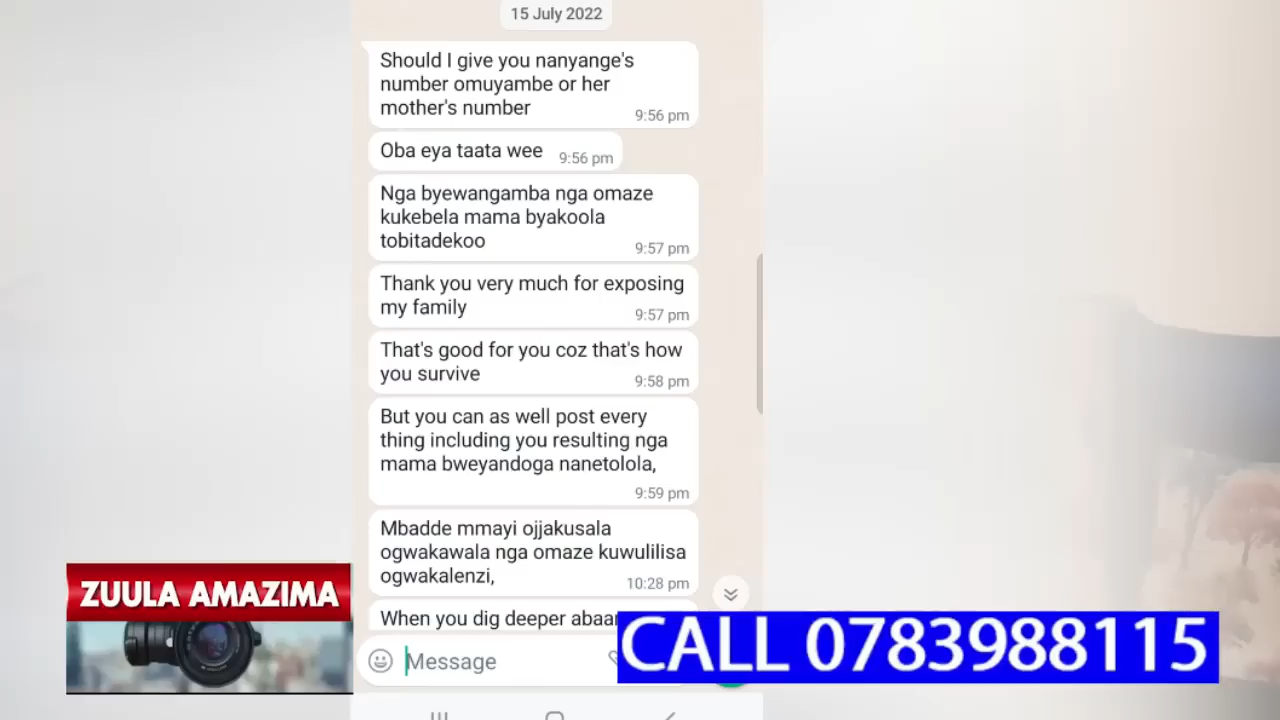 15 July 2022
Should I give you nanyange's
number omuyambe or her
mother's number
9:56 pm
Oba eya taata wee
9:56 pm
Nga byewangamba nga omaze
kukebela mama byakoola
tobitadekoo
9:57 pm
Thank you very much for exposing
my family
9:57 pm
That's good for you coz that's how
you survive
9:58 pm
But you can as well post every
thing including you resulting nga
mama bweyandoga nanetolola,
9:59 pm
Mbadde mmayi ojjakusala
ogwakawala nga omaze kuwulilisa
ogwakalenzi,
10:28 pm
When you dig deeper
Message
ZUULA AMAZIMA
CALL 0783988115